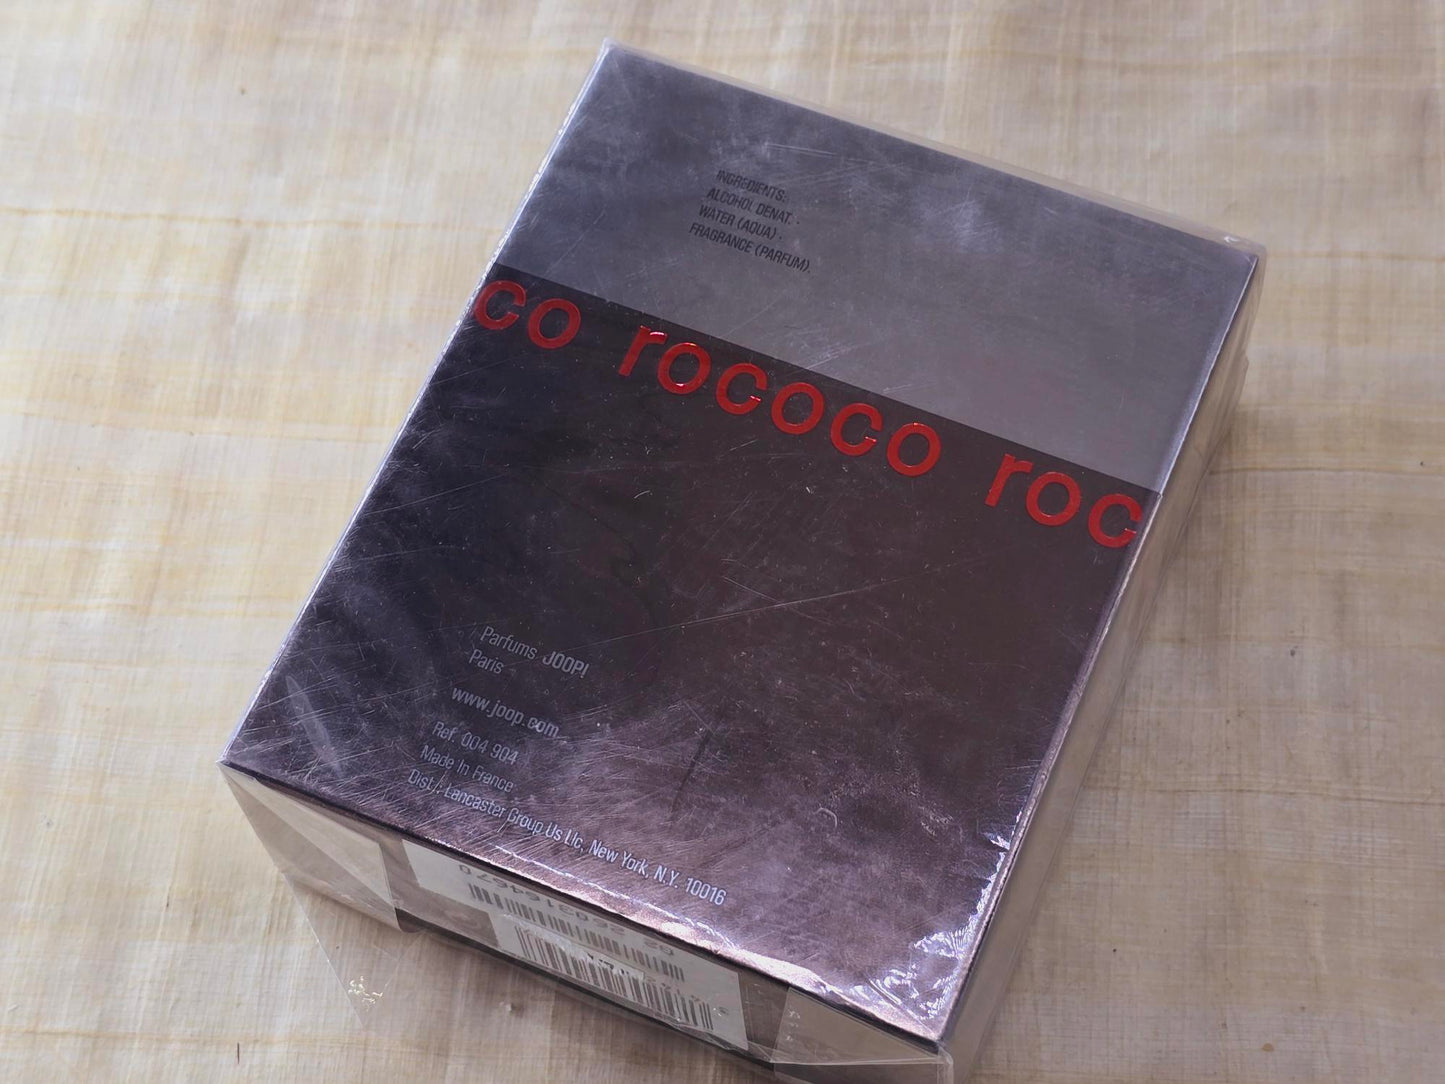 INGREDIENTS:
ALCOHOL DENAT. ·
WATER (AQUA) ·
FRAGRANCE (PARFUM).
co rococo roc
Parfums JOOP!
Paris
www.joop.com
Ref. 004 904
Made In France
Dist.: Lancaster Group Us Llc, New York, N.Y. 10016